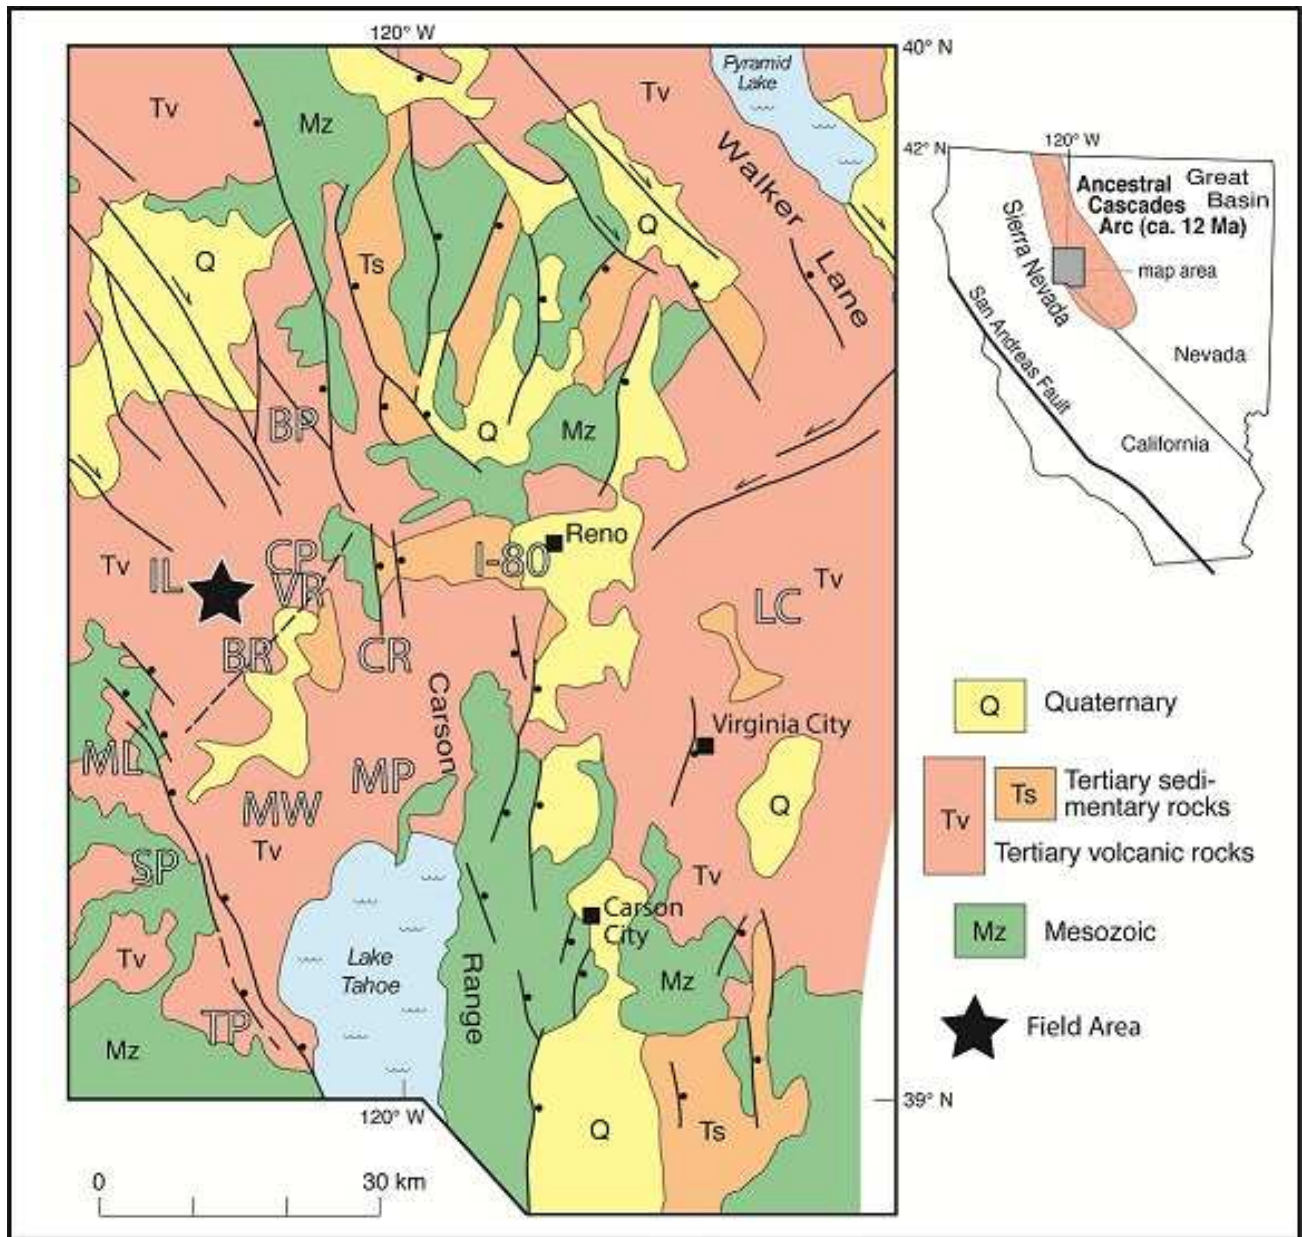 120° W
40° N
Pyramid
Lake
Tv
Tv
Mz
Walker
Lane
Q
Q
Ts
BP
Q
Mz
Reno
I-80
Tv
IL
CP
VR
Tv
LC
BR
CR
Carson
Virginia City
ML
MP
MW
Q
Tv
SP
Tv
Carson
City
Tv
Lake
Tahoe
Range
Mz
TP
Mz
39° N
120° W
Q
Ts
0
30 km
42° N
120° W
Ancestral
Cascades
Arc (ca. 12 Ma)
Great
Basin
Sierra Nevada
map area
San Andreas Fault
Nevada
California
Q
Quaternary
Tv
Ts
Tertiary sedi-
mentary rocks
Tertiary volcanic rocks
Mz
Mesozoic
Field Area